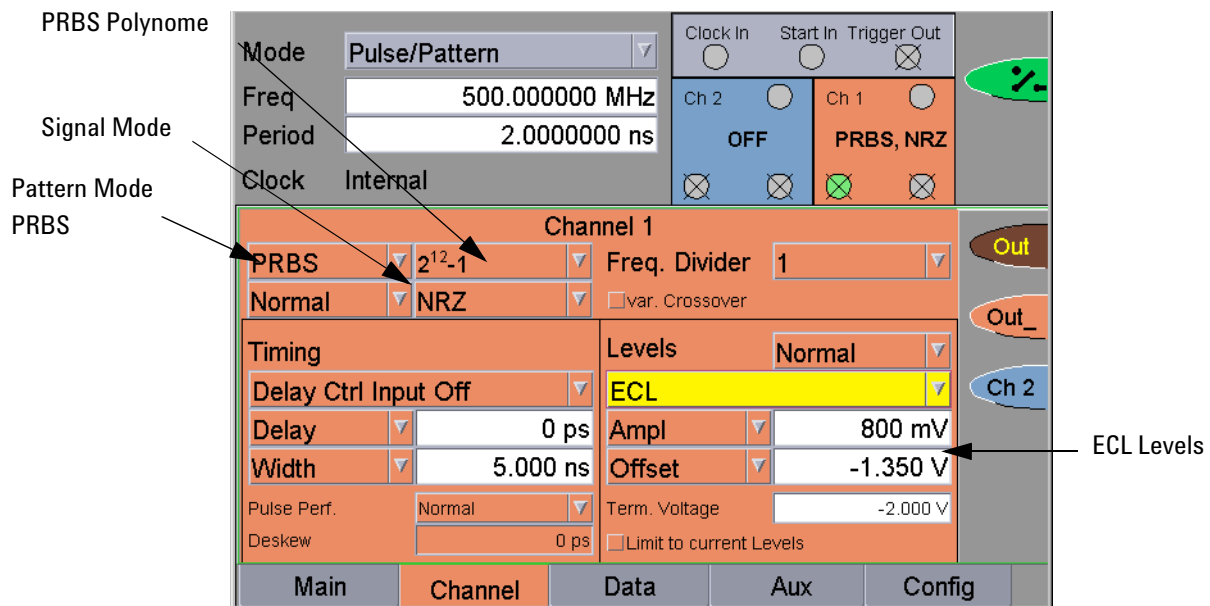 PRBS Polynome
Signal Mode
Pattern Mode
PRBS
Mode Pulse/Pattern
Freq 500.000000 MHz
Period 2.0000000 ns
Clock Internal
Clock In Start In Trigger Out
Ch 2 Ch 1
OFF PRBS, NRZ
Channel 1
PRBS 2¹²-1 Freq. Divider 1
Normal NRZ var. Crossover
Timing
Delay Ctrl Input Off
Delay 0 ps
Width 5.000 ns
Pulse Perf. Normal
Deskew 0 ps
Levels Normal
ECL
Ampl 800 mV
Offset -1.350 V
Term. Voltage -2.000 V
Limit to current Levels
Out
Out_
Ch 2
ECL Levels
Main Channel Data Aux Config